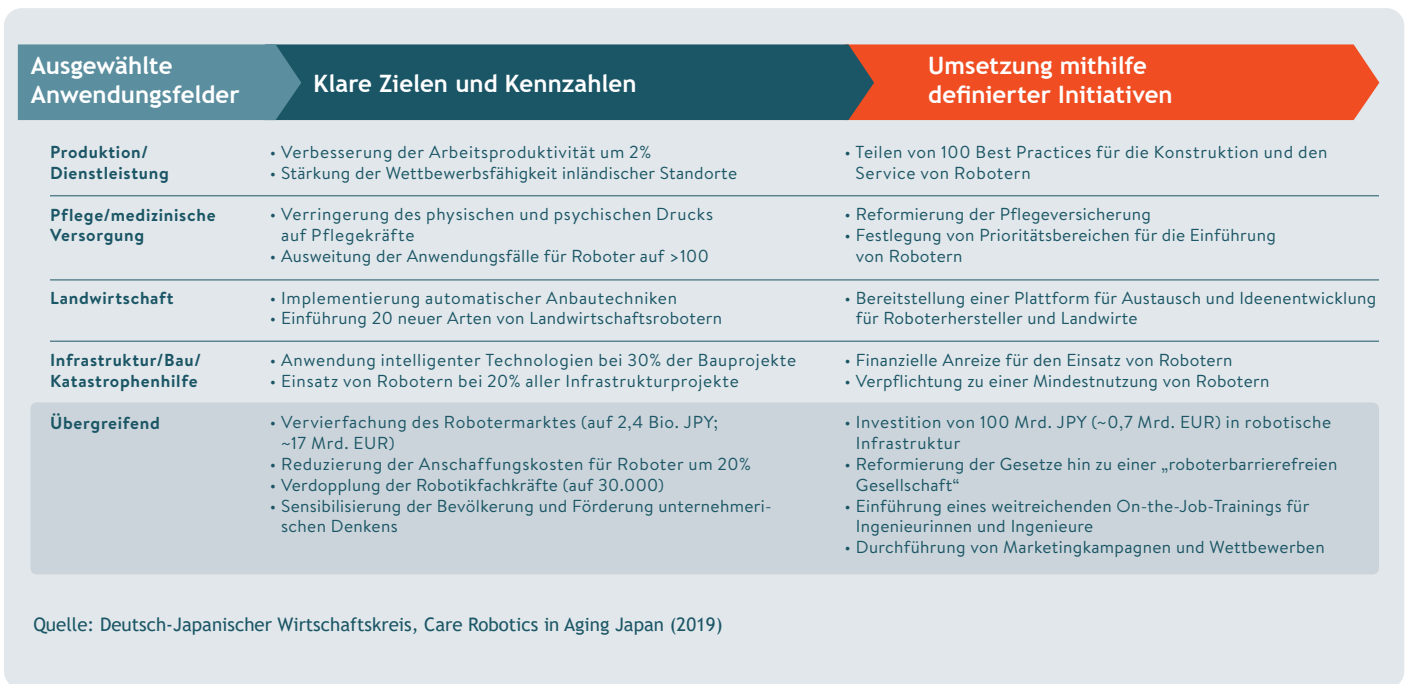 Ausgewählte
Anwendungsfelder
Klare Zielen und Kennzahlen
Umsetzung mithilfe
definierter Initiativen
Produktion/
Dienstleistung
• Verbesserung der Arbeitsproduktivität um 2%
• Stärkung der Wettbewerbsfähigkeit inländischer Standorte
• Teilen von 100 Best Practices für die Konstruktion und den
Service von Robotern
Pflege/medizinische
Versorgung
• Verringerung des physischen und psychischen Drucks
auf Pflegekräfte
• Ausweitung der Anwendungsfälle für Roboter auf >100
• Reformierung der Pflegeversicherung
• Festlegung von Prioritätsbereichen für die Einführung
von Robotern
Landwirtschaft
• Implementierung automatischer Anbautechniken
• Einführung 20 neuer Arten von Landwirtschaftsrobotern
• Bereitstellung einer Plattform für Austausch und Ideenentwicklung
für Roboterhersteller und Landwirte
Infrastruktur/Bau/
Katastrophenhilfe
• Anwendung intelligenter Technologien bei 30% der Bauprojekte
• Einsatz von Robotern bei 20% aller Infrastrukturprojekte
• Finanzielle Anreize für den Einsatz von Robotern
• Verpflichtung zu einer Mindestnutzung von Robotern
Übergreifend
• Vervierfachung des Robotermarktes (auf 2,4 Bio. JPY;
~17 Mrd. EUR)
• Reduzierung der Anschaffungskosten für Roboter um 20%
• Verdopplung der Robotikfachkräfte (auf 30.000)
• Sensibilisierung der Bevölkerung und Förderung unternehmeri-
schen Denkens
• Investition von 100 Mrd. JPY (~0,7 Mrd. EUR) in robotische
Infrastruktur
• Reformierung der Gesetze hin zu einer „roboterbarrierefreien
Gesellschaft“
• Einführung eines weitreichenden On-the-Job-Trainings für
Ingenieurinnen und Ingenieure
• Durchführung von Marketingkampagnen und Wettbewerben
Quelle: Deutsch-Japanischer Wirtschaftskreis, Care Robotics in Aging Japan (2019)